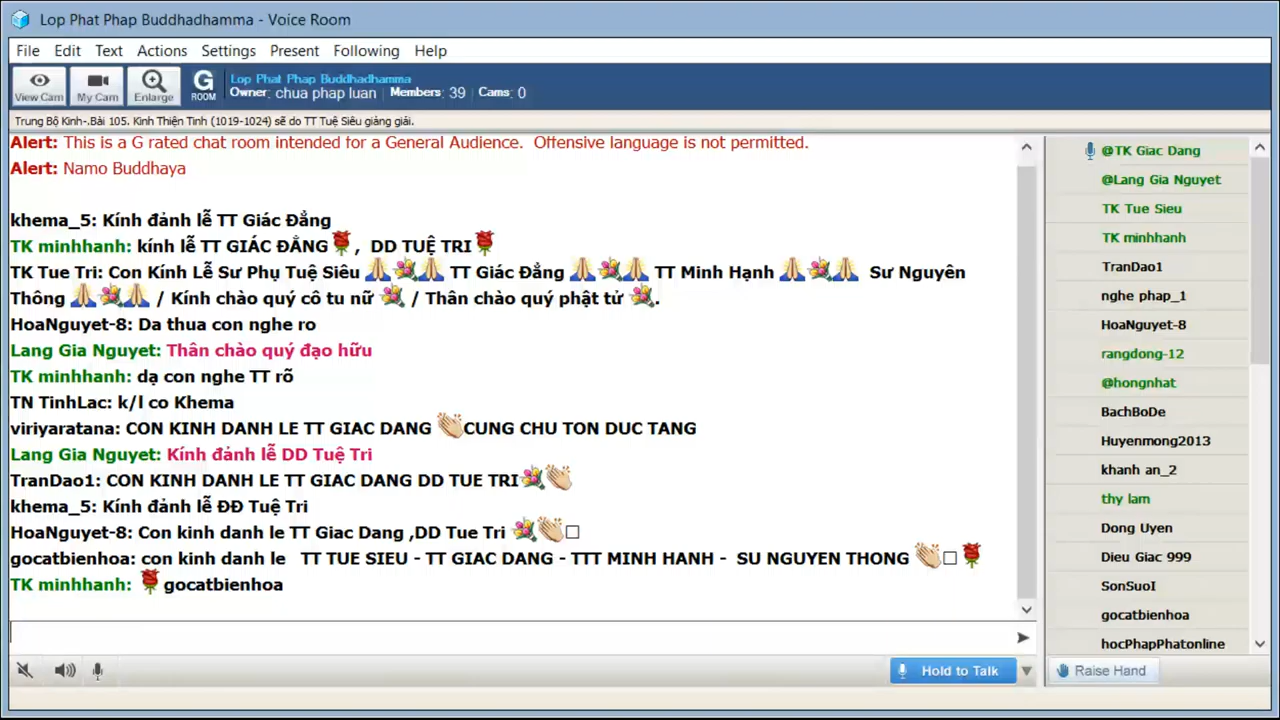 Lop Phat Phap Buddhadhamma - Voice Room
File Edit Text Actions Settings Present Following Help
View Cam My Cam Enlarge G ROOM
Lop Phat Phap Buddhadhamma
Owner: chua phap luan Members: 39 Cams: 0
Trung Bộ Kinh-.Bài 105. Kinh Thiện Tinh (1019-1024) sẽ do TT Tuệ Siêu giảng giải.
Alert: This is a G rated chat room intended for a General Audience. Offensive language is not permitted.
Alert: Namo Buddhaya
khema_5: Kính đảnh lễ TT Giác Đẳng
TK minhhanh: kính lễ TT GIÁC ĐẲNG🌹, DD TUỆ TRI🌹
TK Tue Tri: Con Kính Lễ Sư Phụ Tuệ Siêu 🙏💐🙏 TT Giác Đẳng 🙏💐🙏 TT Minh Hạnh 🙏💐🙏 Sư Nguyên
Thông 🙏💐🙏 / Kính chào quý cô tu nữ 💐 / Thân chào quý phật tử 💐.
HoaNguyet-8: Da thua con nghe ro
Lang Gia Nguyet: Thân chào quý đạo hữu
TK minhhanh: dạ con nghe TT rõ
TN TinhLac: k/l co Khema
viriyaratana: CON KINH DANH LE TT GIAC DANG 👏CUNG CHU TON DUC TANG
Lang Gia Nguyet: Kính đảnh lễ DD Tuệ Tri
TranDao1: CON KINH DANH LE TT GIAC DANG DD TUE TRI💐👏
khema_5: Kính đảnh lễ ĐĐ Tuệ Tri
HoaNguyet-8: Con kinh danh le TT Giac Dang ,DD Tue Tri 💐👏□
gocatbienhoa: con kinh danh le TT TUE SIEU - TT GIAC DANG - TTT MINH HANH - SU NGUYEN THONG 👏□🌹
TK minhhanh: 🌹gocatbienhoa
Hold to Talk
@TK Giac Dang
@Lang Gia Nguyet
TK Tue Sieu
TK minhhanh
TranDao1
nghe phap_1
HoaNguyet-8
rangdong-12
@hongnhat
BachBoDe
Huyenmong2013
khanh an_2
thy lam
Dong Uyen
Dieu Giac 999
SonSuoI
gocatbienhoa
hocPhapPhatonline
Raise Hand